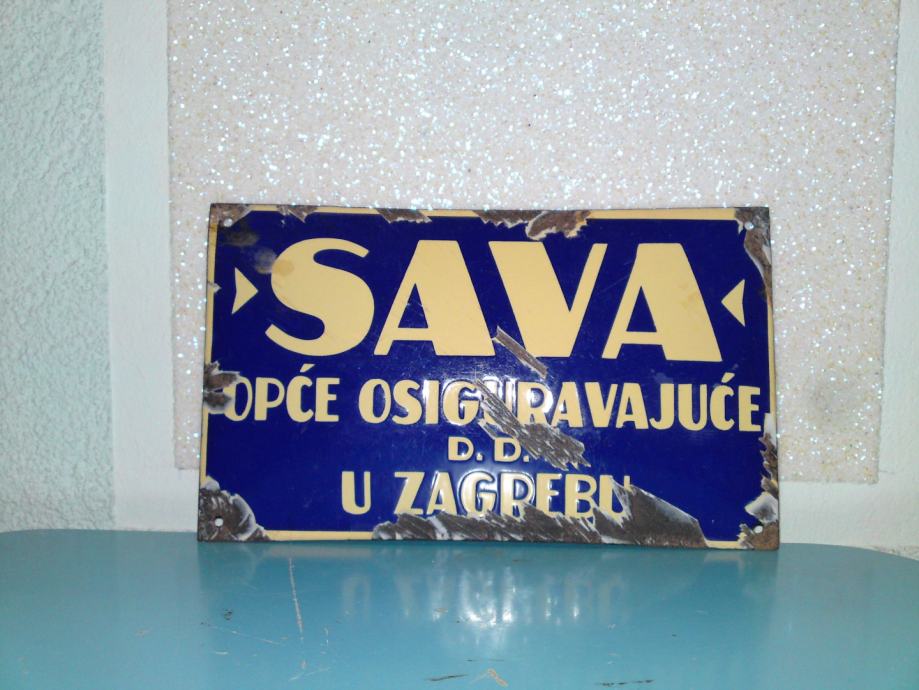 SAVA
OPĆE OSIGURAVAJUĆE
D. D.
U ZAGREBU